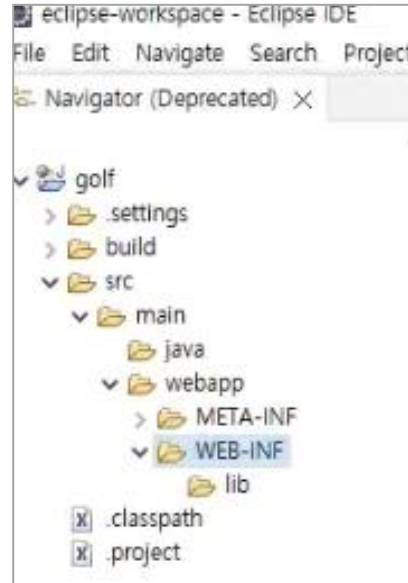 eclipse-workspace - Eclipse IDE
File Edit Navigate Search Project
Navigator (Deprecated)
golf
.settings
build
src
main
java
webapp
META-INF
WEB-INF
lib
.classpath
.project